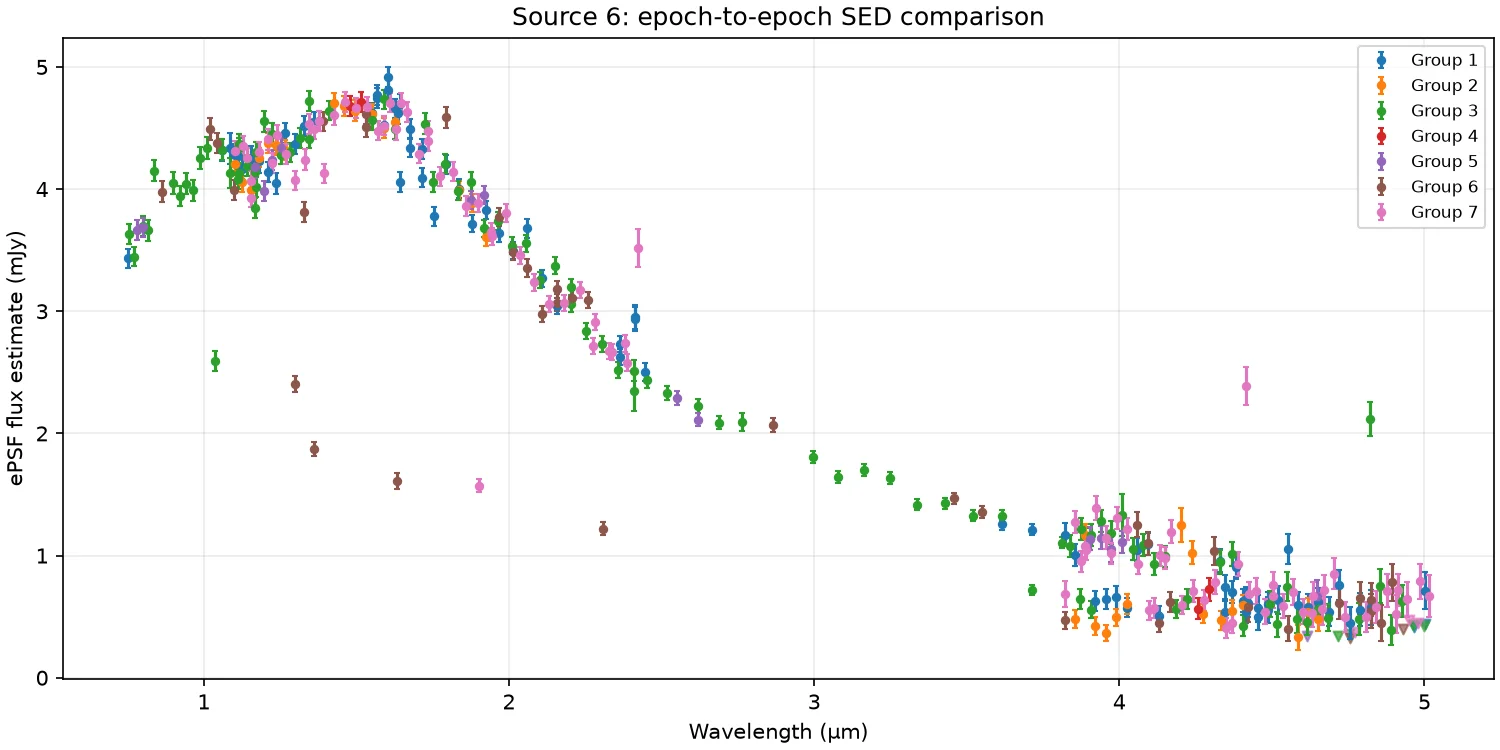 Source 6: epoch-to-epoch SED comparison
ePSF flux estimate (mJy)
5
4
3
2
1
0
1
2
3
4
5
Wavelength (μm)
Group 1
Group 2
Group 3
Group 4
Group 5
Group 6
Group 7